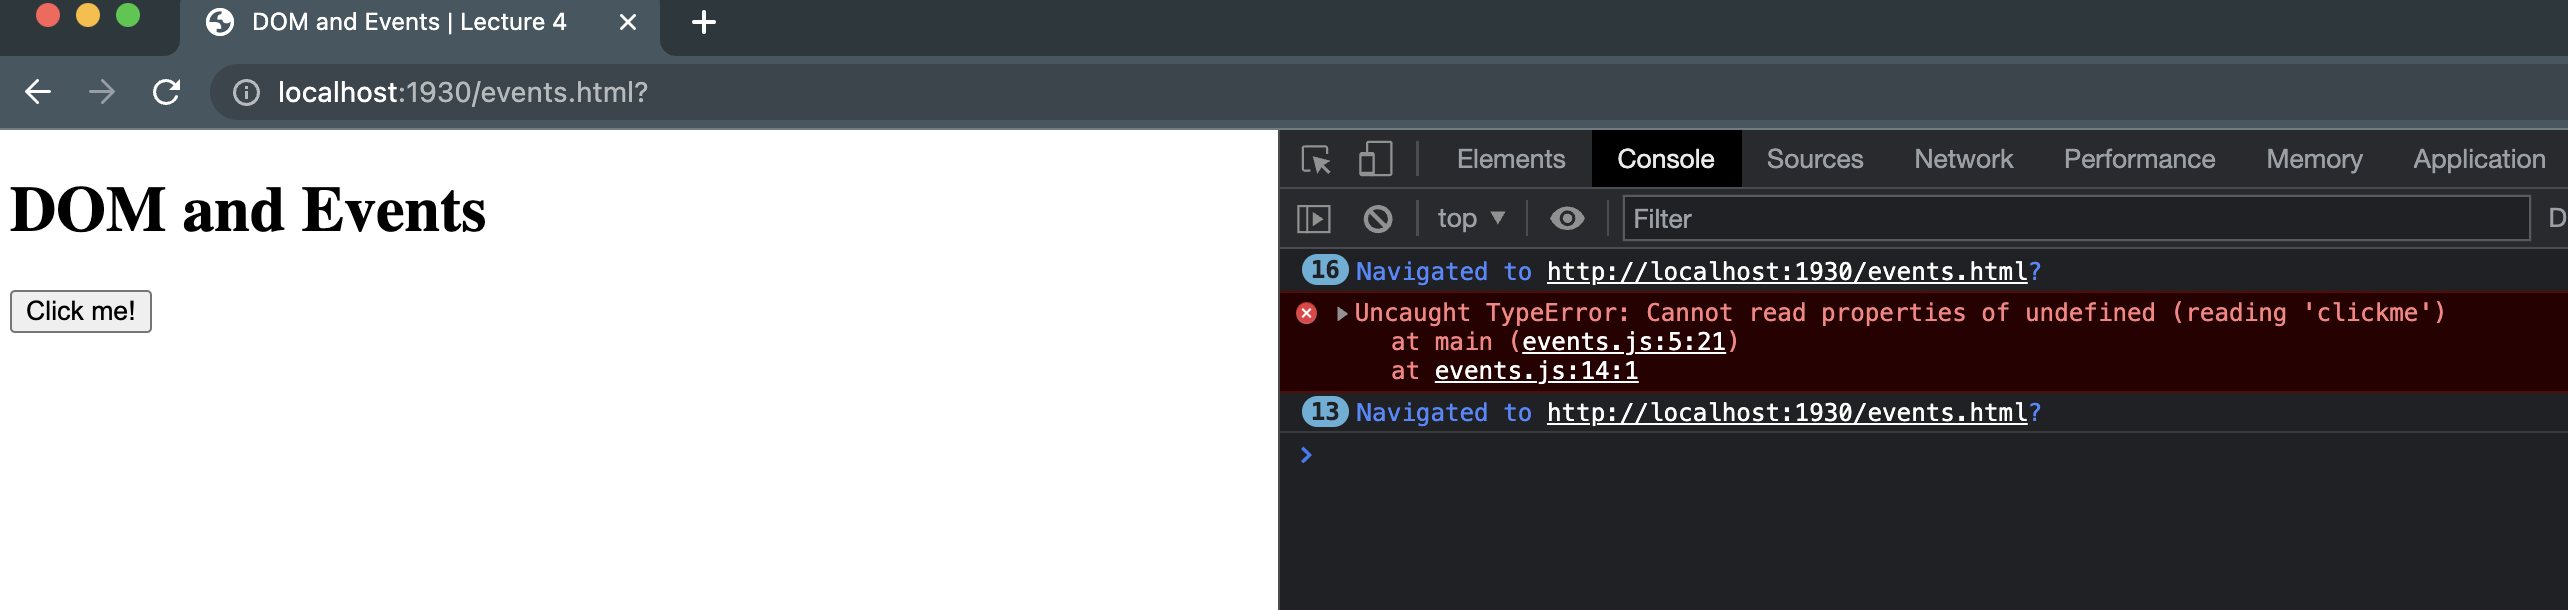 DOM and Events | Lecture 4
localhost:1930/events.html?
DOM and Events
Click me!
Elements Console Sources Network Performance Memory Application
top Filter D
16 Navigated to http://localhost:1930/events.html?
Uncaught TypeError: Cannot read properties of undefined (reading 'clickme')
at main (events.js:5:21)
at events.js:14:1
13 Navigated to http://localhost:1930/events.html?